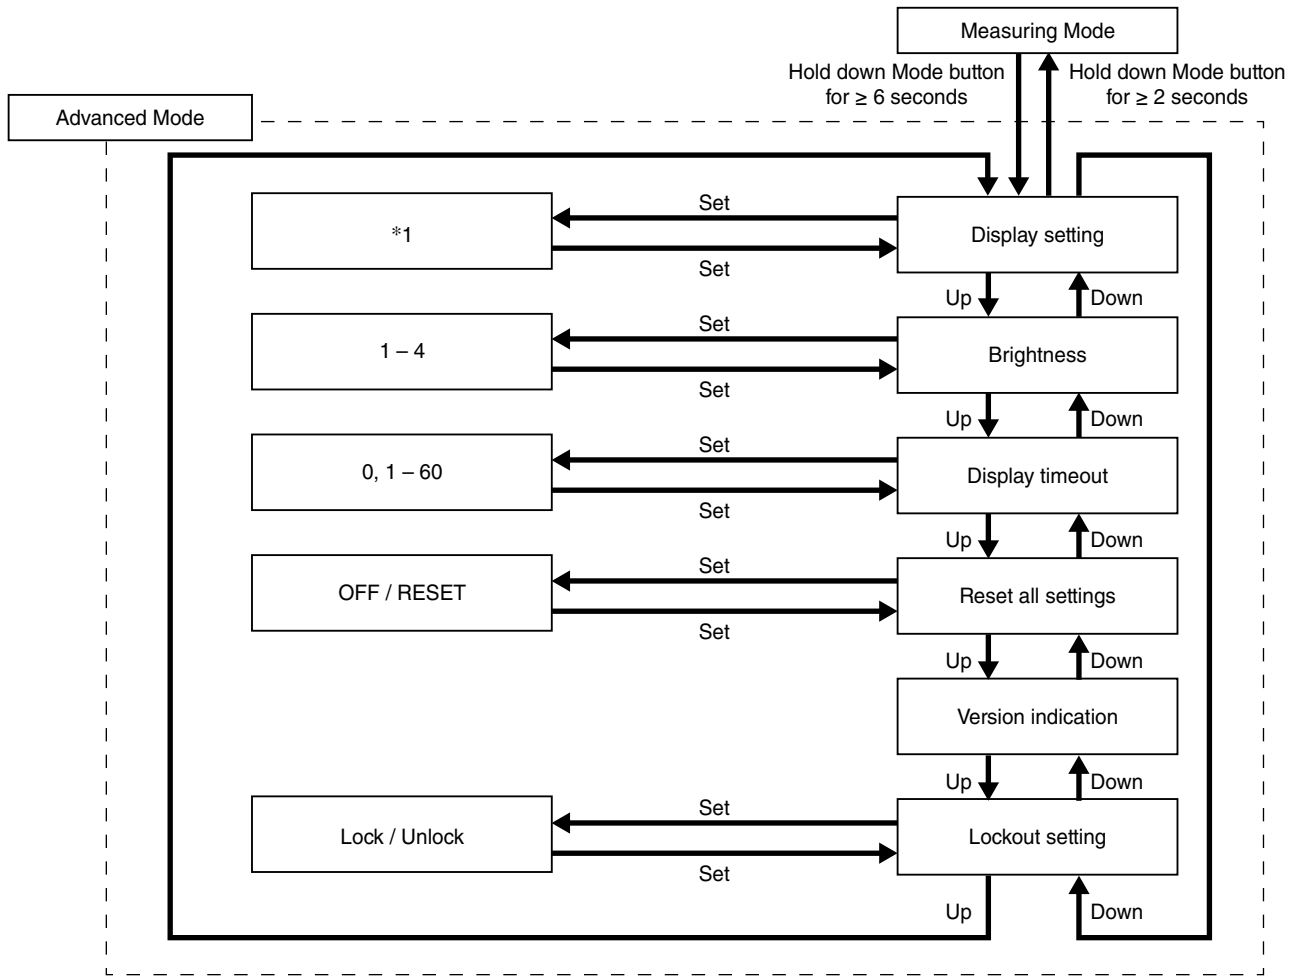 Measuring Mode
Hold down Mode button
for ≥ 6 seconds
Hold down Mode button
for ≥ 2 seconds
Advanced Mode
Set
*1
Display setting
Set
Up
Down
Set
1 – 4
Brightness
Set
Up
Down
Set
0, 1 – 60
Display timeout
Set
Up
Down
Set
OFF / RESET
Reset all settings
Set
Up
Down
Version indication
Up
Down
Set
Lock / Unlock
Lockout setting
Set
Up
Down